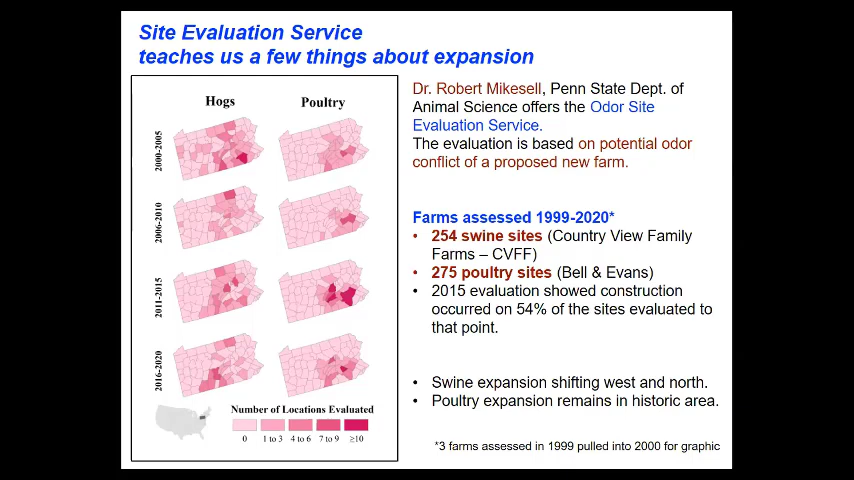 Site Evaluation Service
teaches us a few things about expansion
Hogs
Poultry
2000-2005
2006-2010
2011-2015
2016-2020
Number of Locations Evaluated
0
1 to 3
4 to 6
7 to 9
≥10
Dr. Robert Mikesell, Penn State Dept. of
Animal Science offers the Odor Site
Evaluation Service.
The evaluation is based on potential odor
conflict of a proposed new farm.
Farms assessed 1999-2020*
• 254 swine sites (Country View Family
Farms – CVFF)
• 275 poultry sites (Bell & Evans)
• 2015 evaluation showed construction
occurred on 54% of the sites evaluated to
that point.
• Swine expansion shifting west and north.
• Poultry expansion remains in historic area.
*3 farms assessed in 1999 pulled into 2000 for graphic